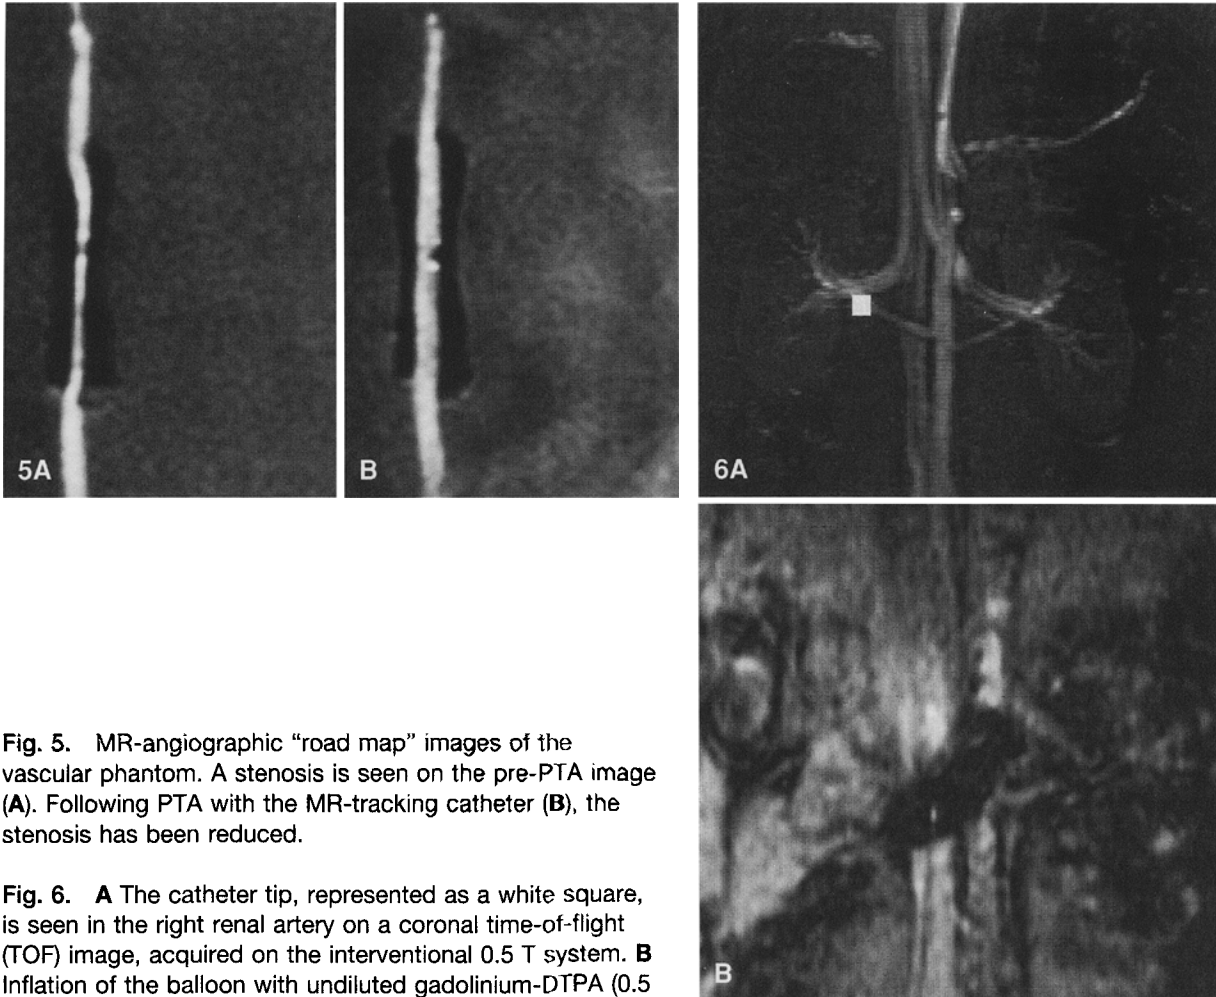 5A
B
6A
B
Fig. 5. MR-angiographic “road map” images of the
vascular phantom. A stenosis is seen on the pre-PTA image
(A). Following PTA with the MR-tracking catheter (B), the
stenosis has been reduced.
Fig. 6. A The catheter tip, represented as a white square,
is seen in the right renal artery on a coronal time-of-flight
(TOF) image, acquired on the interventional 0.5 T system. B
Inflation of the balloon with undiluted gadolinium-DTPA (0.5